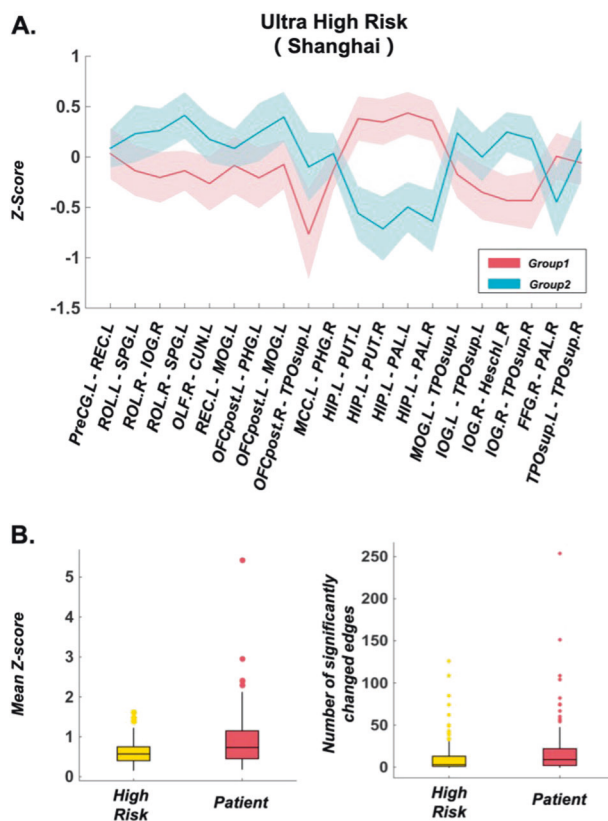 A.
Ultra High Risk
( Shanghai )
Z-Score
1
0.5
0
-0.5
-1
-1.5
Group1
Group2
PreCG.L - REC.L
ROL.L - SPG.L
ROL.R - IOG.R
ROL.R - SPG.L
OLF.R - CUN.L
REC.L - MOG.L
OFCpost.L - PHG.L
OFCpost.L - MOG.L
OFCpost.R - TPOsup.L
MCC.L - PHG.R
HIP.L - PUT.L
HIP.L - PUT.R
HIP.L - PAL.L
HIP.L - PAL.R
MOG.L - TPOsup.L
IOG.L - TPOsup.L
IOG.R - Heschl_R
IOG.R - TPOsup.R
FFG.R - PAL.R
TPOsup.L - TPOsup.R
B.
Mean Z-score
5
4
3
2
1
0
High
Risk
Patient
Number of significantly
changed edges
250
200
150
100
50
0
High
Risk
Patient